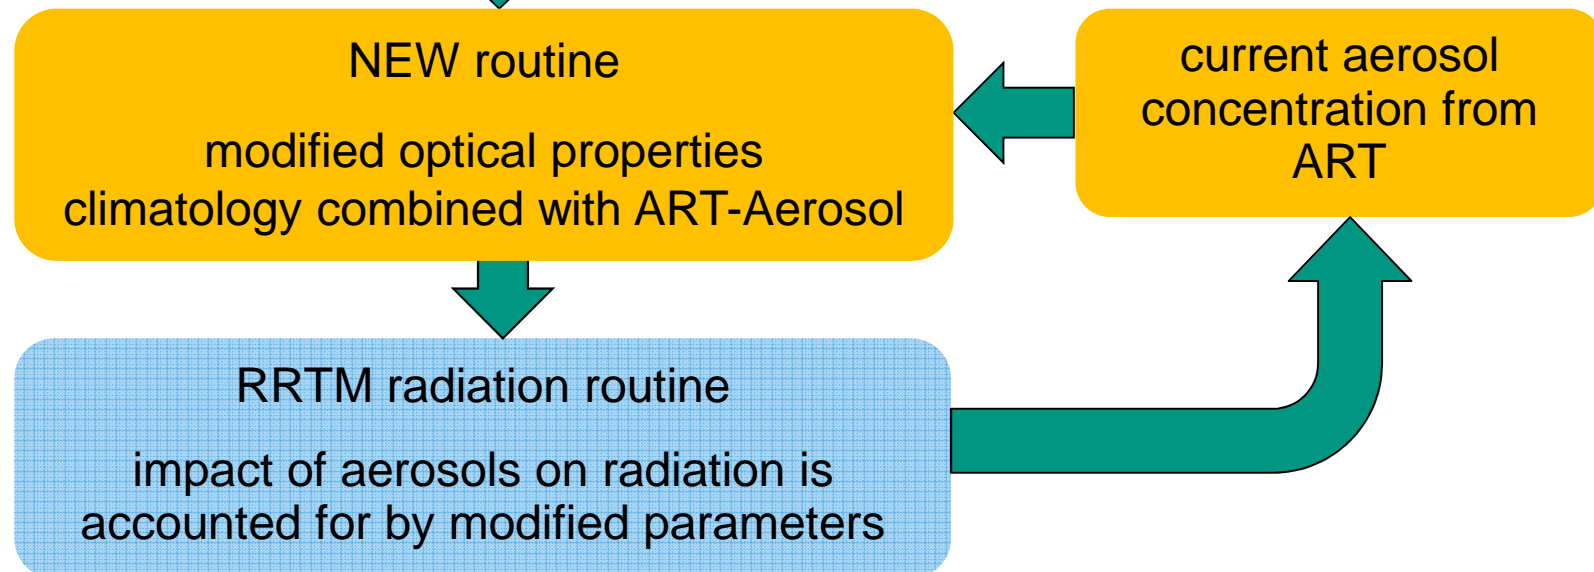 NEW routine
modified optical properties
climatology combined with ART-Aerosol
current aerosol
concentration from
ART
RRTM radiation routine
impact of aerosols on radiation is
accounted for by modified parameters